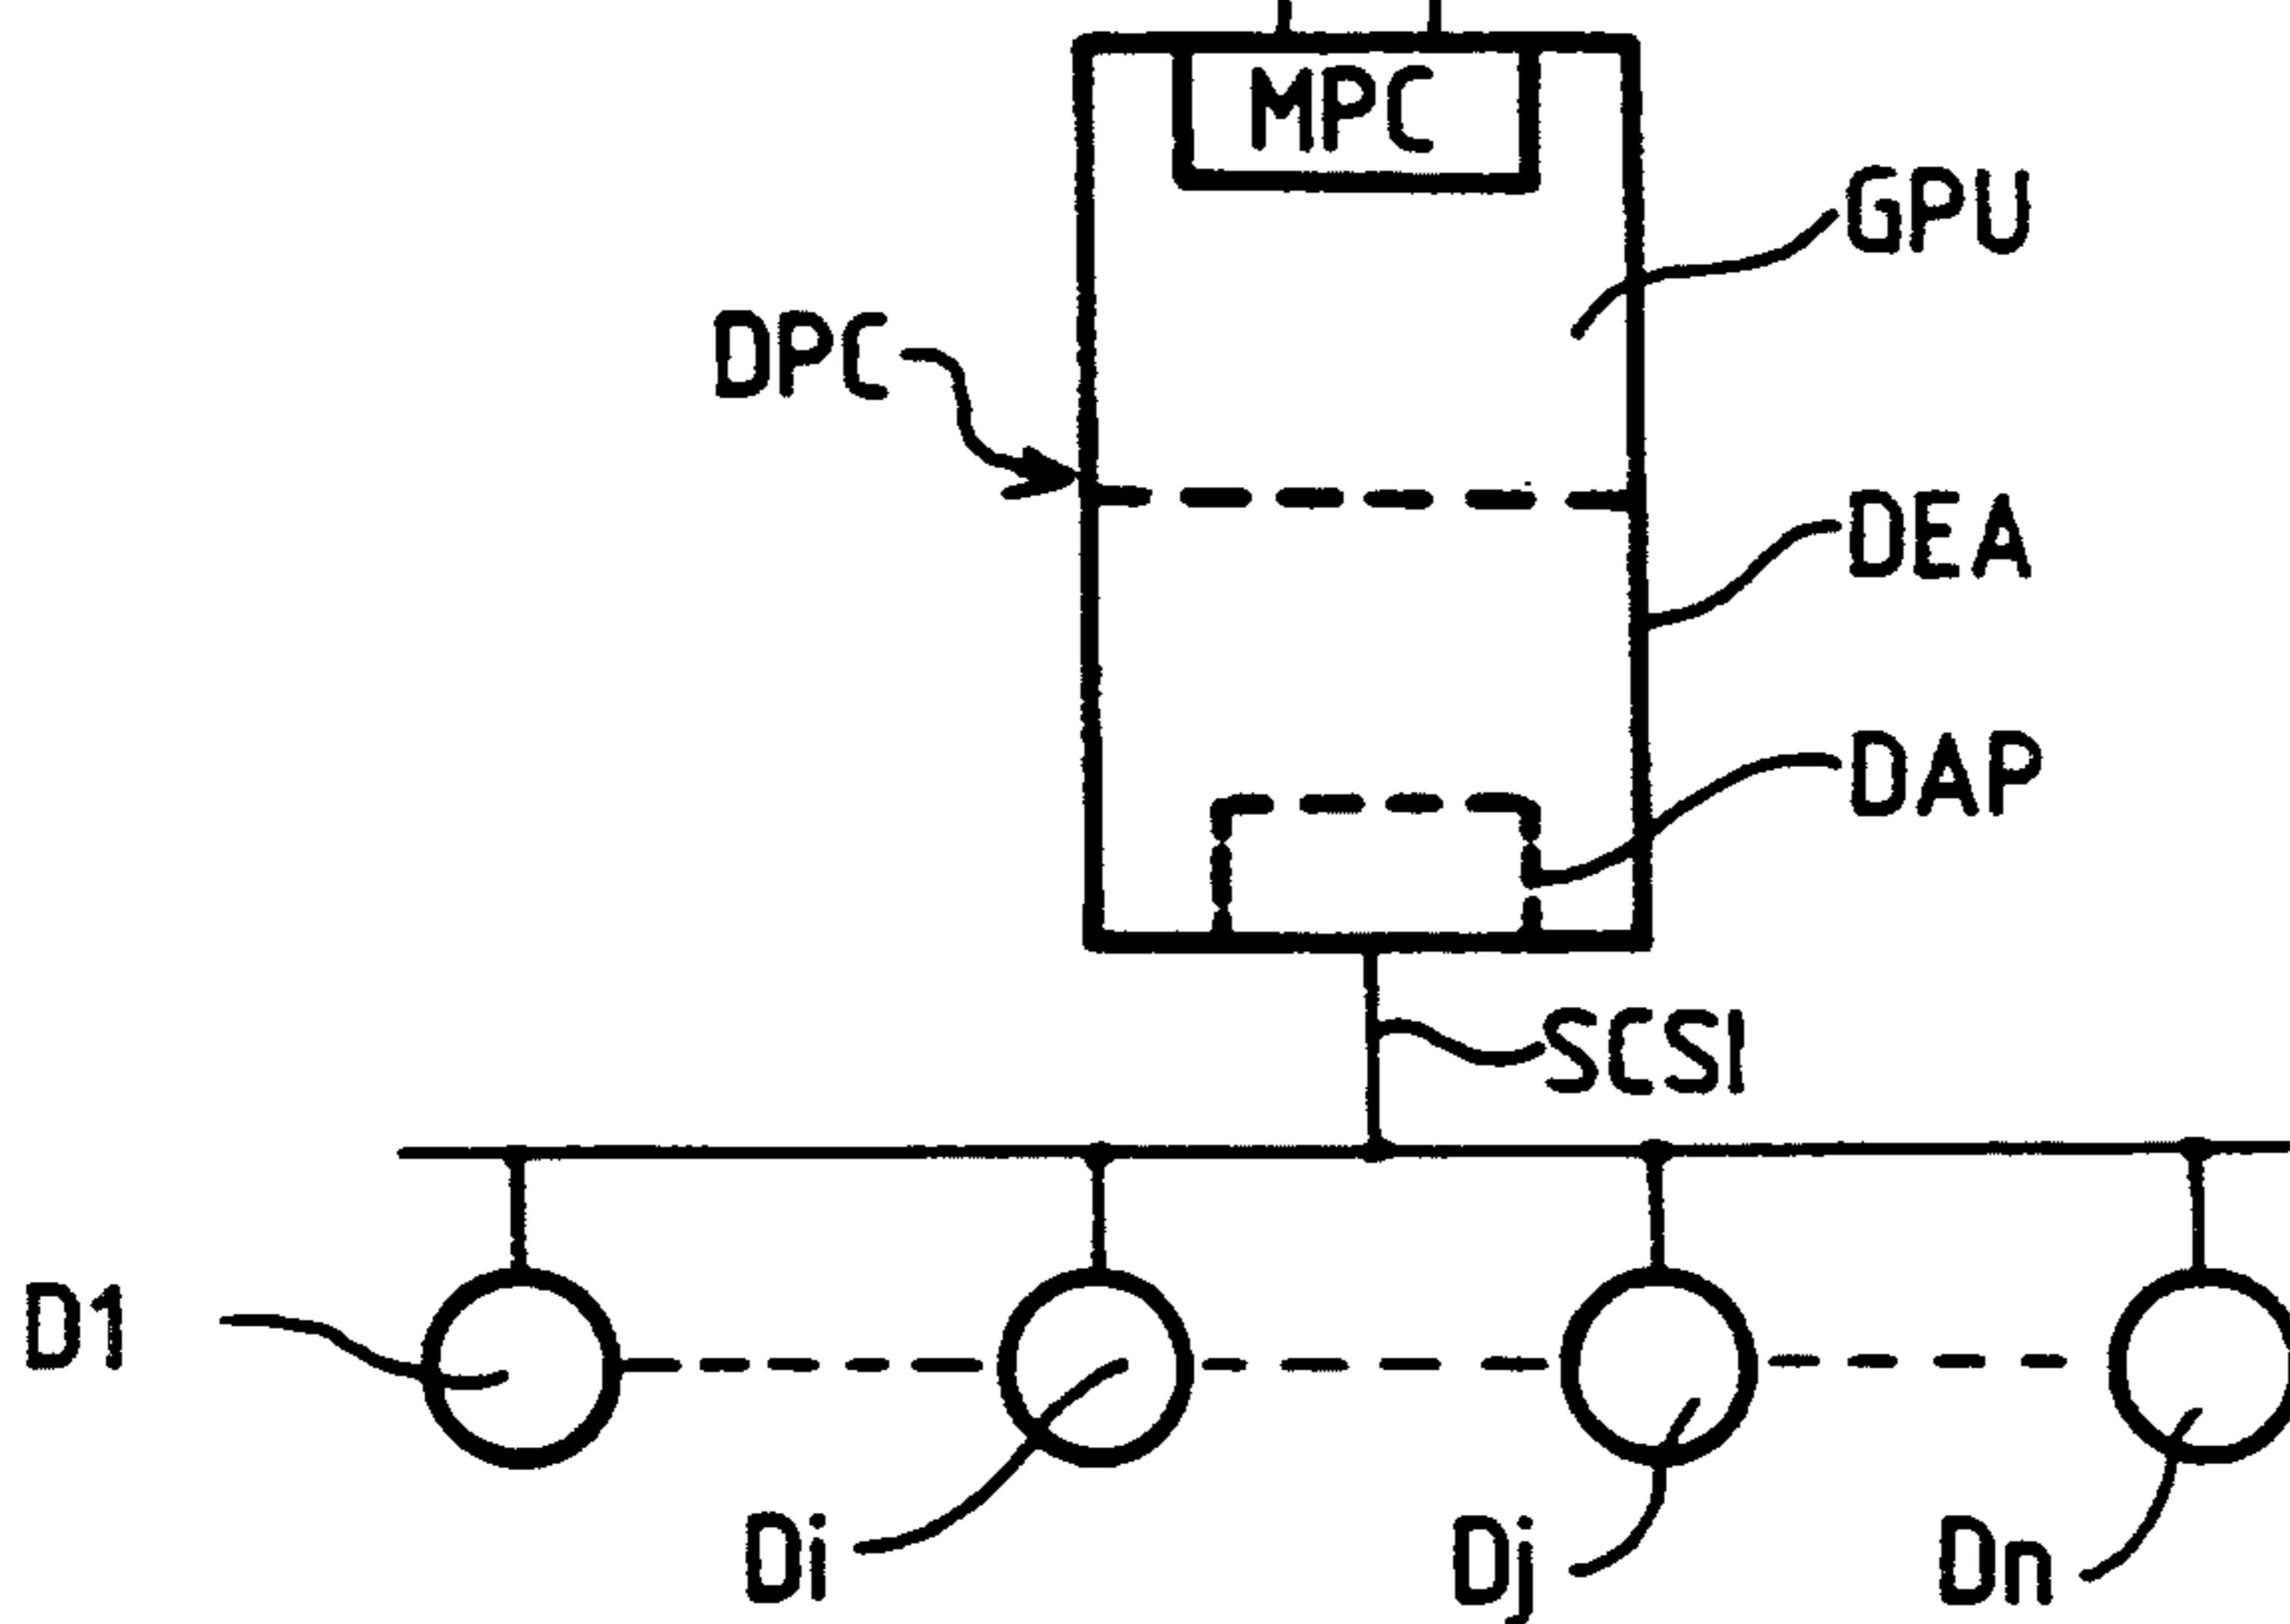 MPC
GPU
DPC
DEA
DAP
SCSI
D1
Di
Dj
Dn